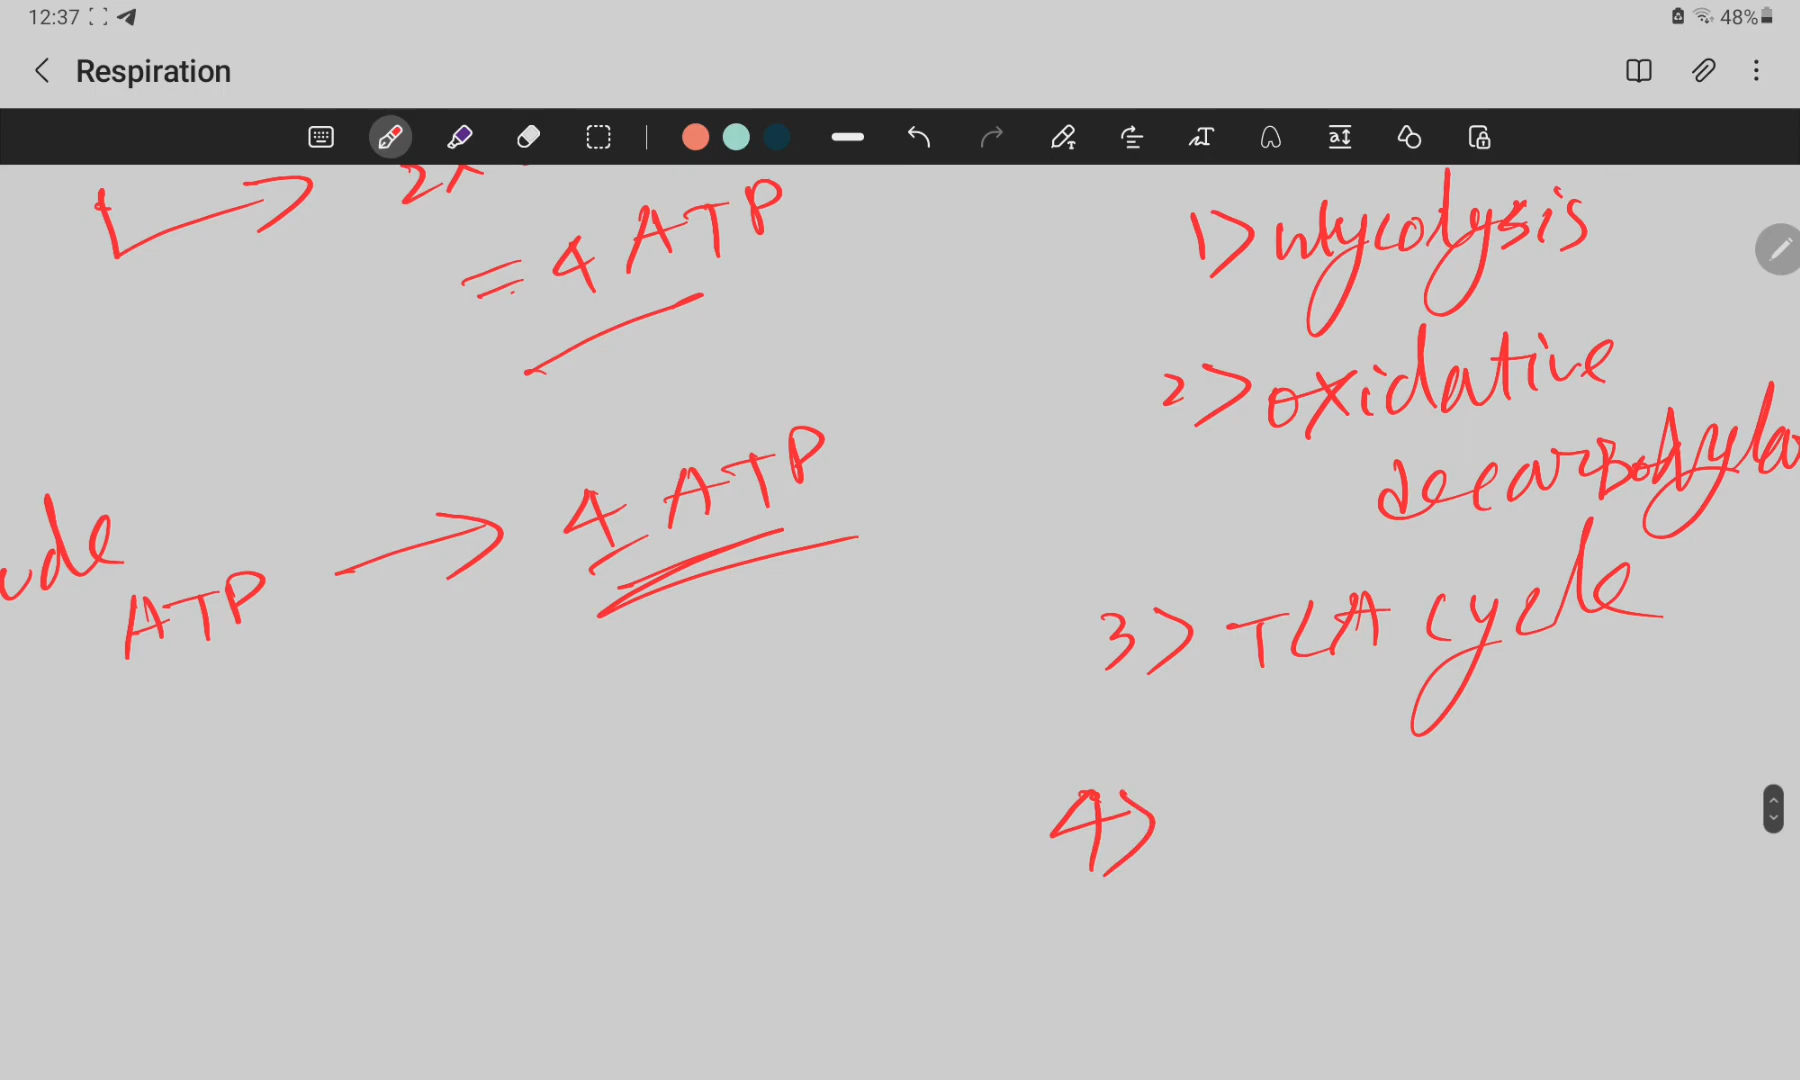 12:37 48%
Respiration
2x
= 4 ATP
ude ATP → 4 ATP
1> glycolysis
2> oxidative
decarboxyla
3> TCA cycle
4>